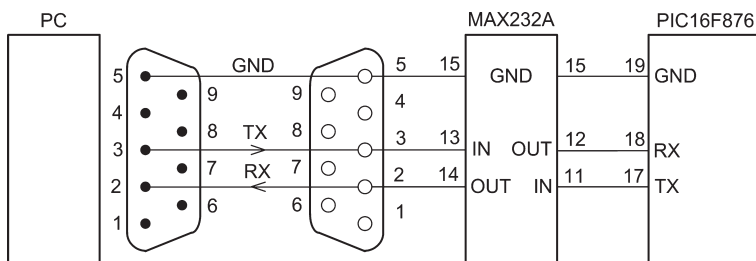 PC MAX232A PIC16F876
5 GND 5 15 GND 15 19 GND
9 9
4 4
8 TX 8
3 3 13 IN OUT 12 18 RX
7 RX 7
2 2 14 OUT IN 11 17 TX
6 6
1 1